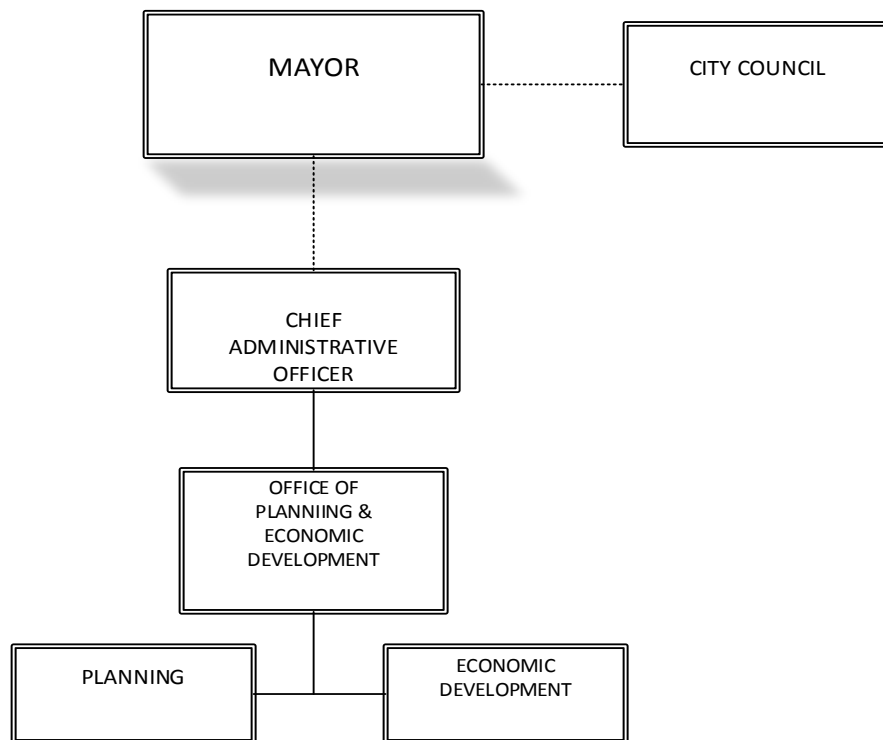 MAYOR
CITY COUNCIL
CHIEF
ADMINISTRATIVE
OFFICER
OFFICE OF
PLANNIING &
ECONOMIC
DEVELOPMENT
PLANNING
ECONOMIC
DEVELOPMENT